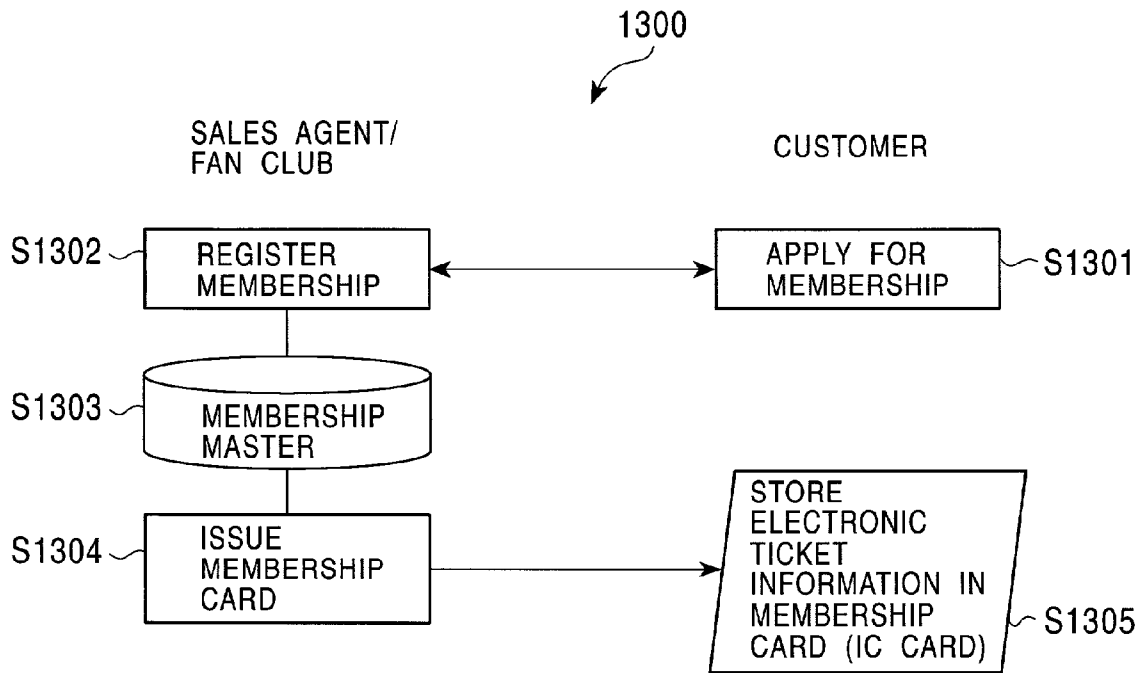 1300
SALES AGENT/
FAN CLUB
CUSTOMER
S1302
REGISTER
MEMBERSHIP
APPLY FOR
MEMBERSHIP
S1301
S1303
MEMBERSHIP
MASTER
S1304
ISSUE
MEMBERSHIP
CARD
STORE
ELECTRONIC
TICKET
INFORMATION IN
MEMBERSHIP
CARD (IC CARD)
S1305